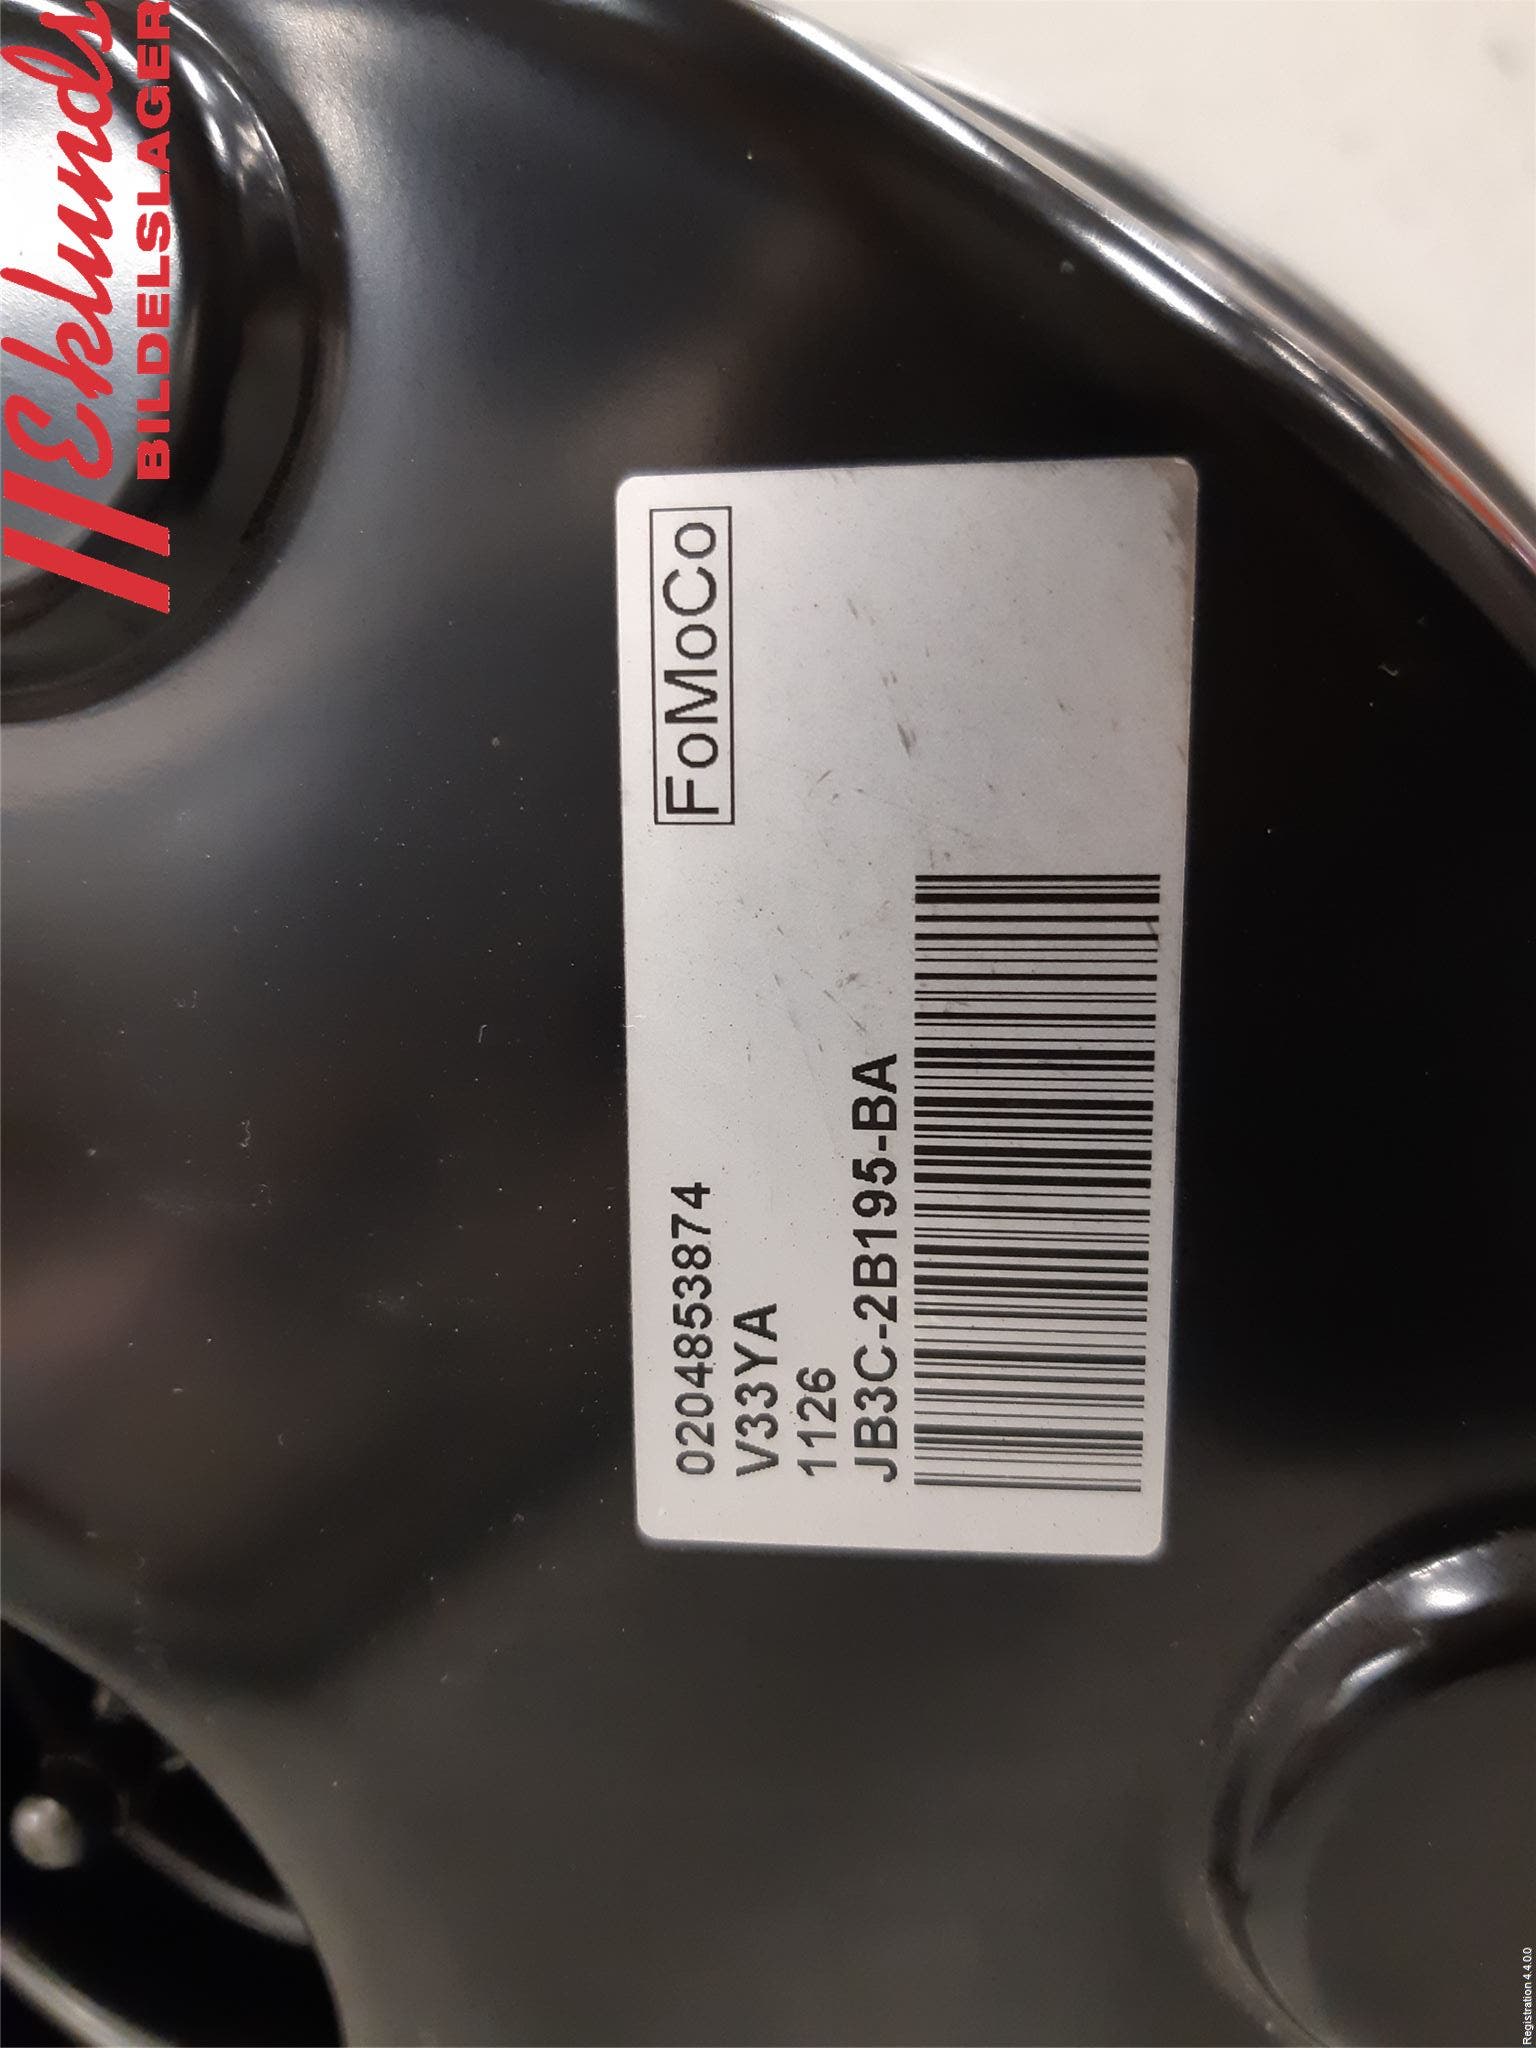 Eklunds
BILDELSLAGER
FoMoCo
0204853874
V33YA
1126
JB3C-2B195-BA
Registration 4.4.0.0